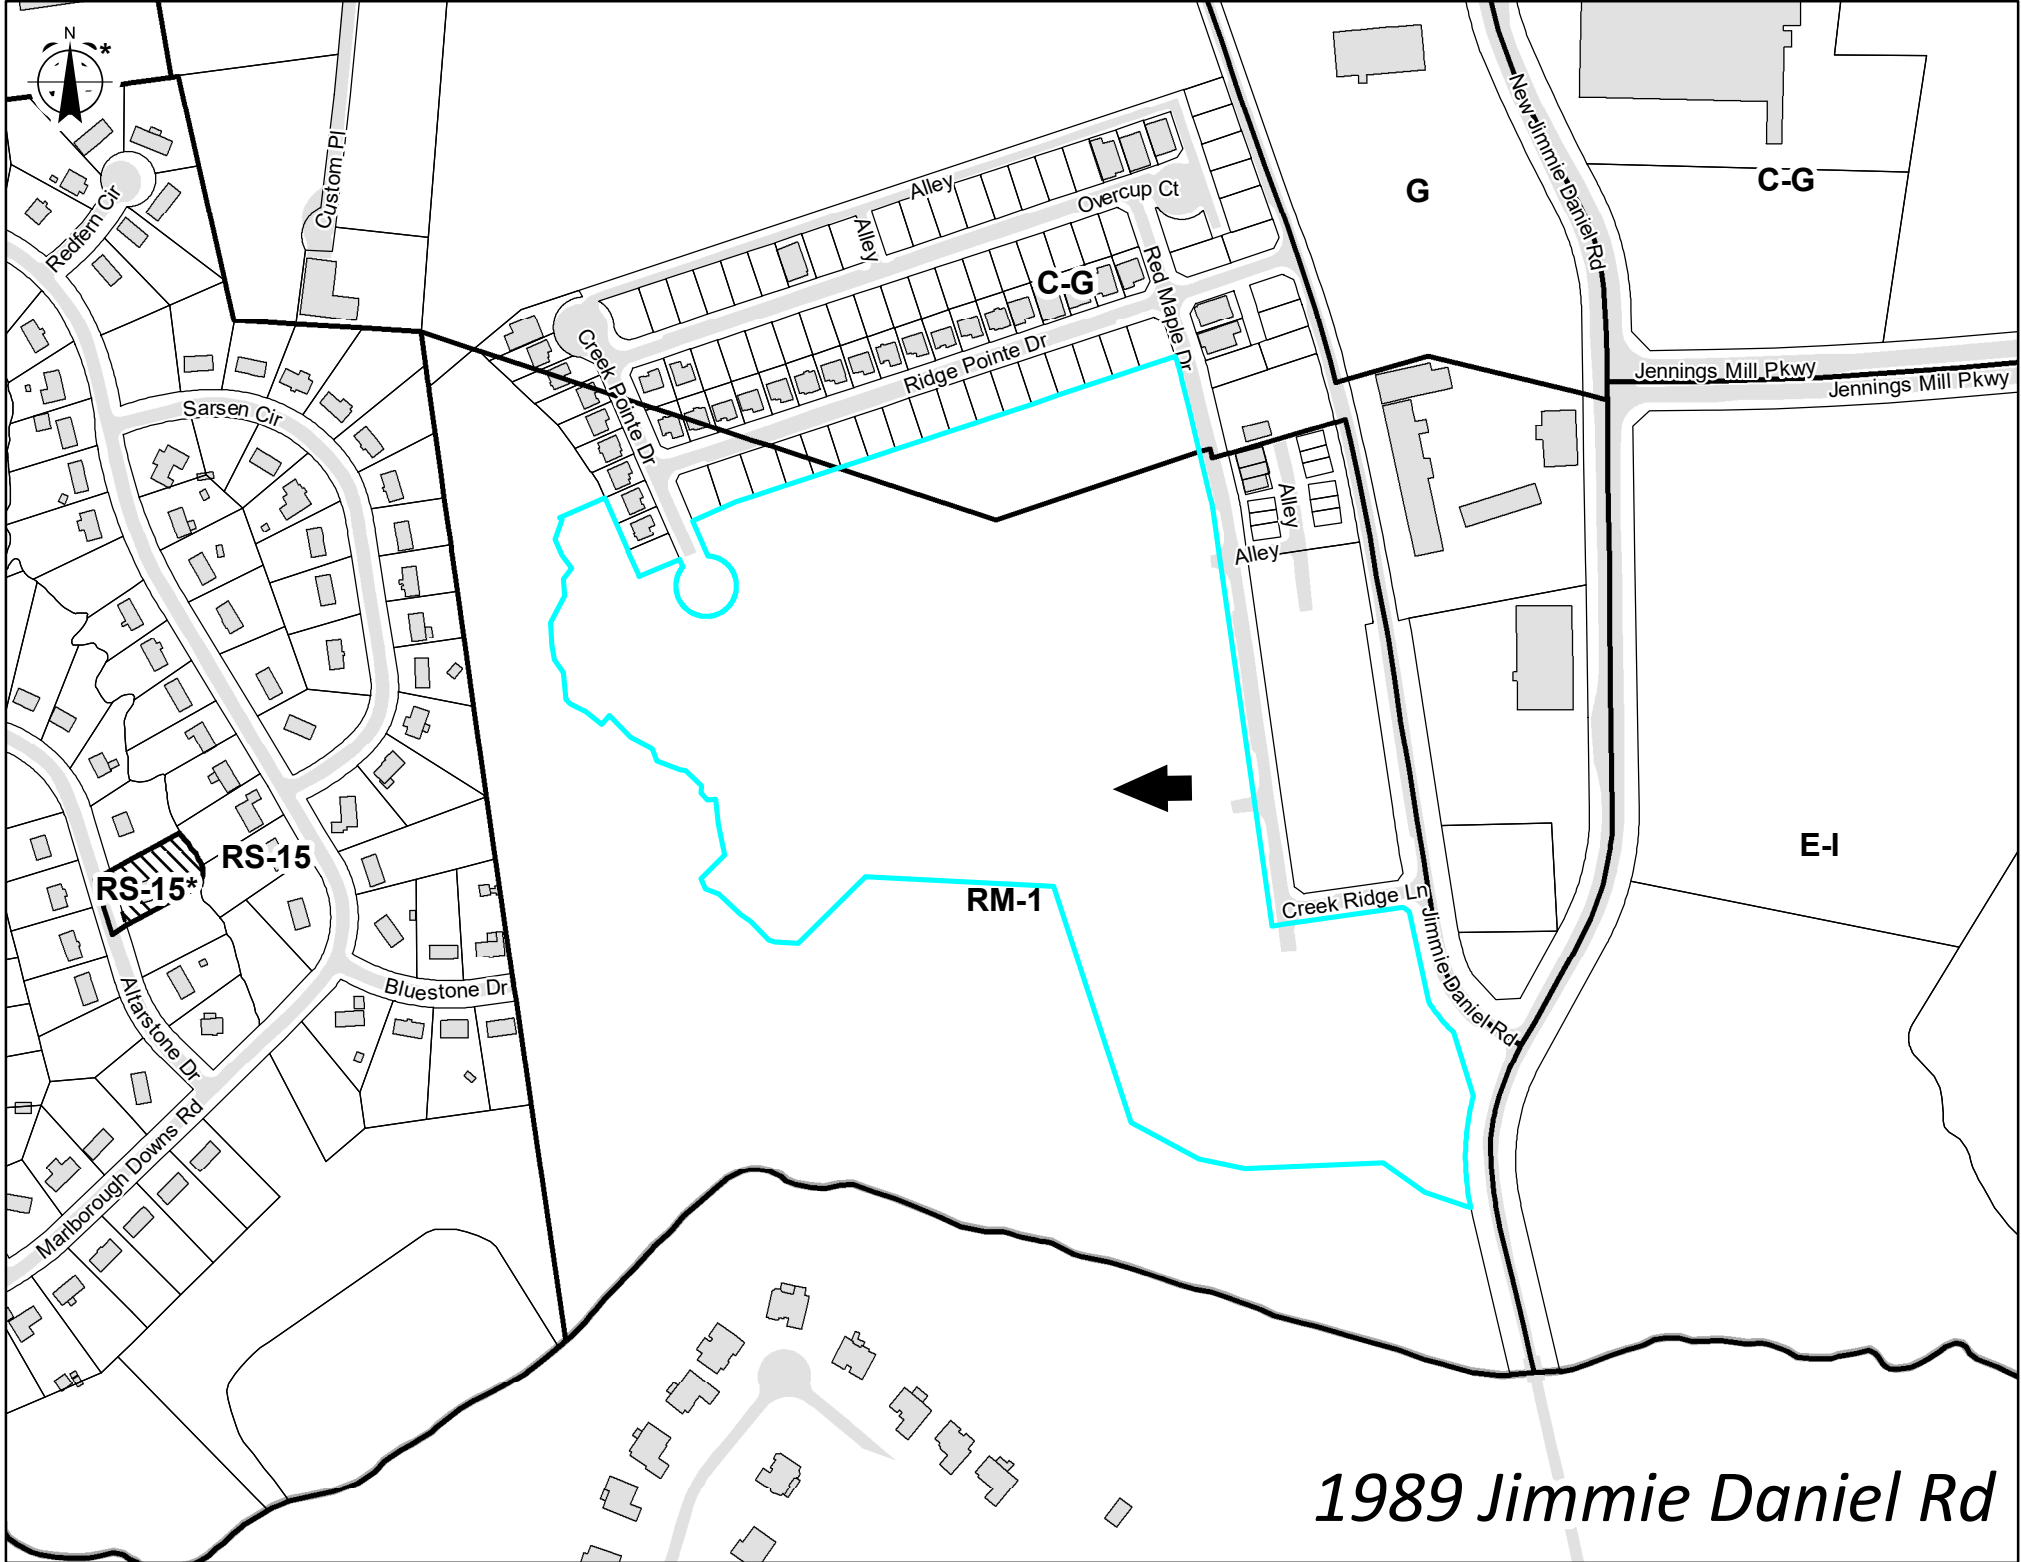 N
*
New Jimmie Daniel Rd
Custom Pl
Redfern Cir
Alley
Overcup Ct
Alley
G
C-G
Red Maple Dr
C-G
Creek Pointe Dr
Ridge Pointe Dr
Jennings Mill Pkwy
Jennings Mill Pkwy
Sarsen Cir
Alley
Alley
RS-15
RS-15*
E-I
RM-1
Creek Ridge Ln
Jimmie Daniel Rd
Bluestone Dr
Altarstone Dr
Marlborough Downs Rd
1989 Jimmie Daniel Rd